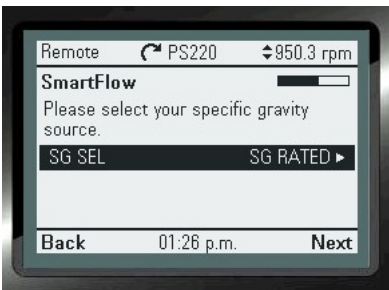 Remote PS220 950.3 rpm
SmartFlow
Please select your specific gravity
source.
SG SEL SG RATED
Back 01:26 p.m. Next